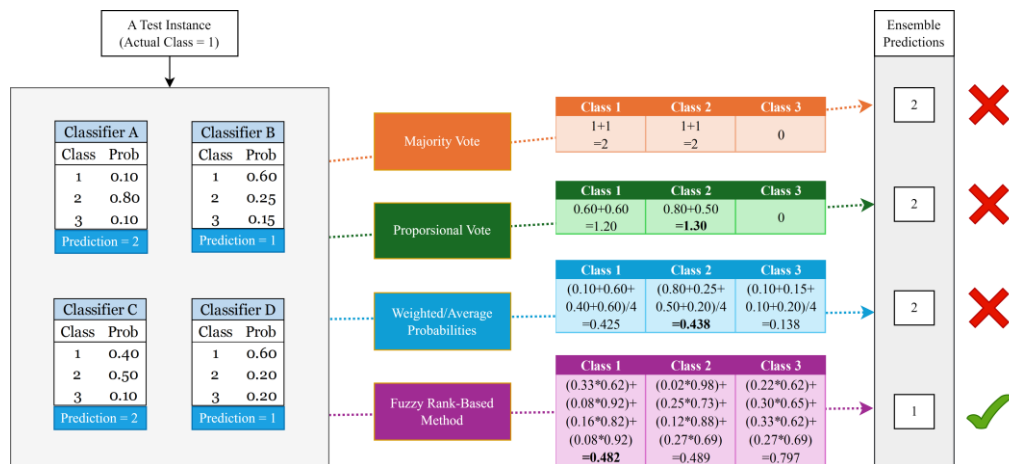 A Test Instance
(Actual Class = 1)
Classifier A
Class Prob
1 0.10
2 0.80
3 0.10
Prediction = 2
Classifier B
Class Prob
1 0.60
2 0.25
3 0.15
Prediction = 1
Classifier C
Class Prob
1 0.40
2 0.50
3 0.10
Prediction = 2
Classifier D
Class Prob
1 0.60
2 0.20
3 0.20
Prediction = 1
Majority Vote
Class 1 Class 2 Class 3
1+1 1+1 0
=2 =2
Proporsional Vote
Class 1 Class 2 Class 3
0.60+0.60 0.80+0.50 0
=1.20 =1.30
Weighted/Average
Probabilities
Class 1 Class 2 Class 3
(0.10+0.60+ (0.80+0.25+ (0.10+0.15+
0.40+0.60)/4 0.50+0.20)/4 0.10+0.20)/4
=0.425 =0.438 =0.138
Fuzzy Rank-Based
Method
Class 1 Class 2 Class 3
(0.33*0.62)+ (0.02*0.98)+ (0.22*0.62)+
(0.08*0.92)+ (0.25*0.73)+ (0.30*0.65)+
(0.16*0.82)+ (0.12*0.88)+ (0.33*0.62)+
(0.08*0.92) (0.27*0.69) (0.27*0.69)
=0.482 =0.489 =0.797
Ensemble
Predictions
2
2
2
1